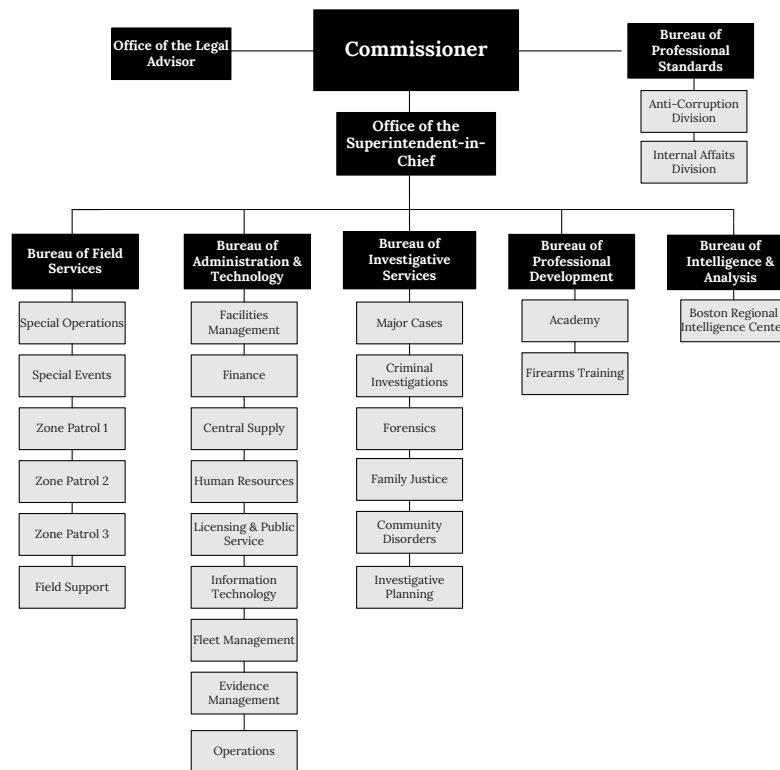 Office of the Legal
Advisor
Commissioner
Bureau of
Professional
Standards
Anti-Corruption
Division
Internal Affaits
Division
Office of the
Superintendent-in-
Chief
Bureau of Field
Services
Special Operations
Special Events
Zone Patrol 1
Zone Patrol 2
Zone Patrol 3
Field Support
Bureau of
Administration &
Technology
Facilities
Management
Finance
Central Supply
Human Resources
Licensing & Public
Service
Information
Technology
Fleet Management
Evidence
Management
Operations
Bureau of
Investigative
Services
Major Cases
Criminal
Investigations
Forensics
Family Justice
Community
Disorders
Investigative
Planning
Bureau of
Professional
Development
Academy
Firearms Training
Bureau of
Intelligence &
Analysis
Boston Regional
Intelligence Center